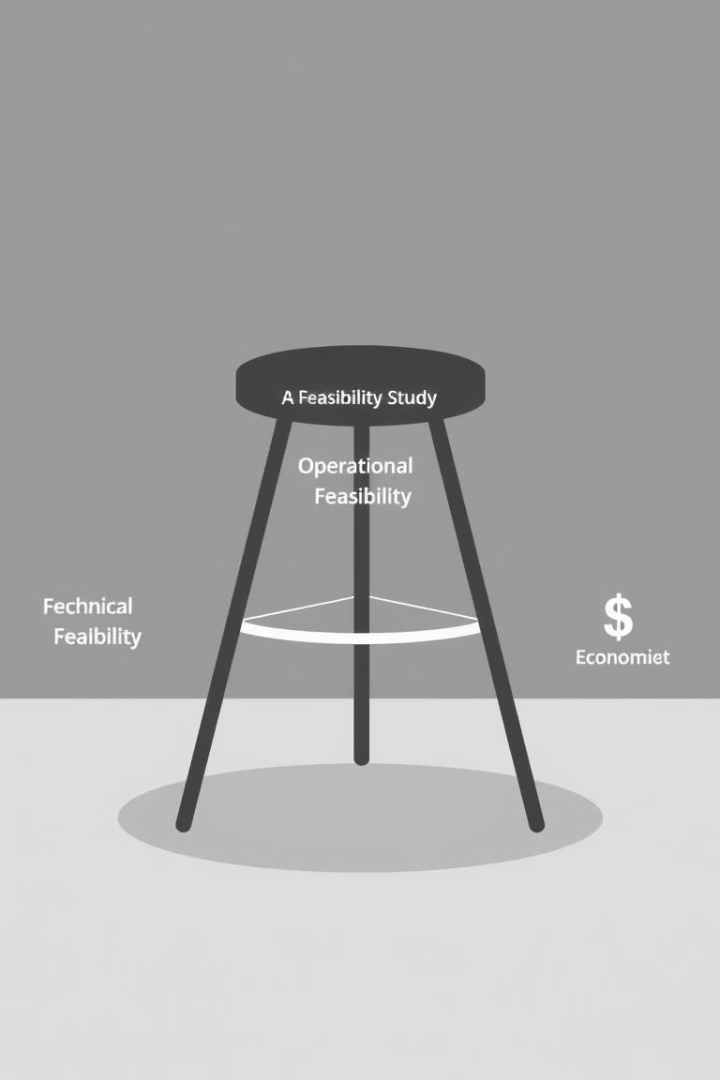 A Feasibility Study
Operational
Feasibility
Fechnical
Fealbility
$
Economiet